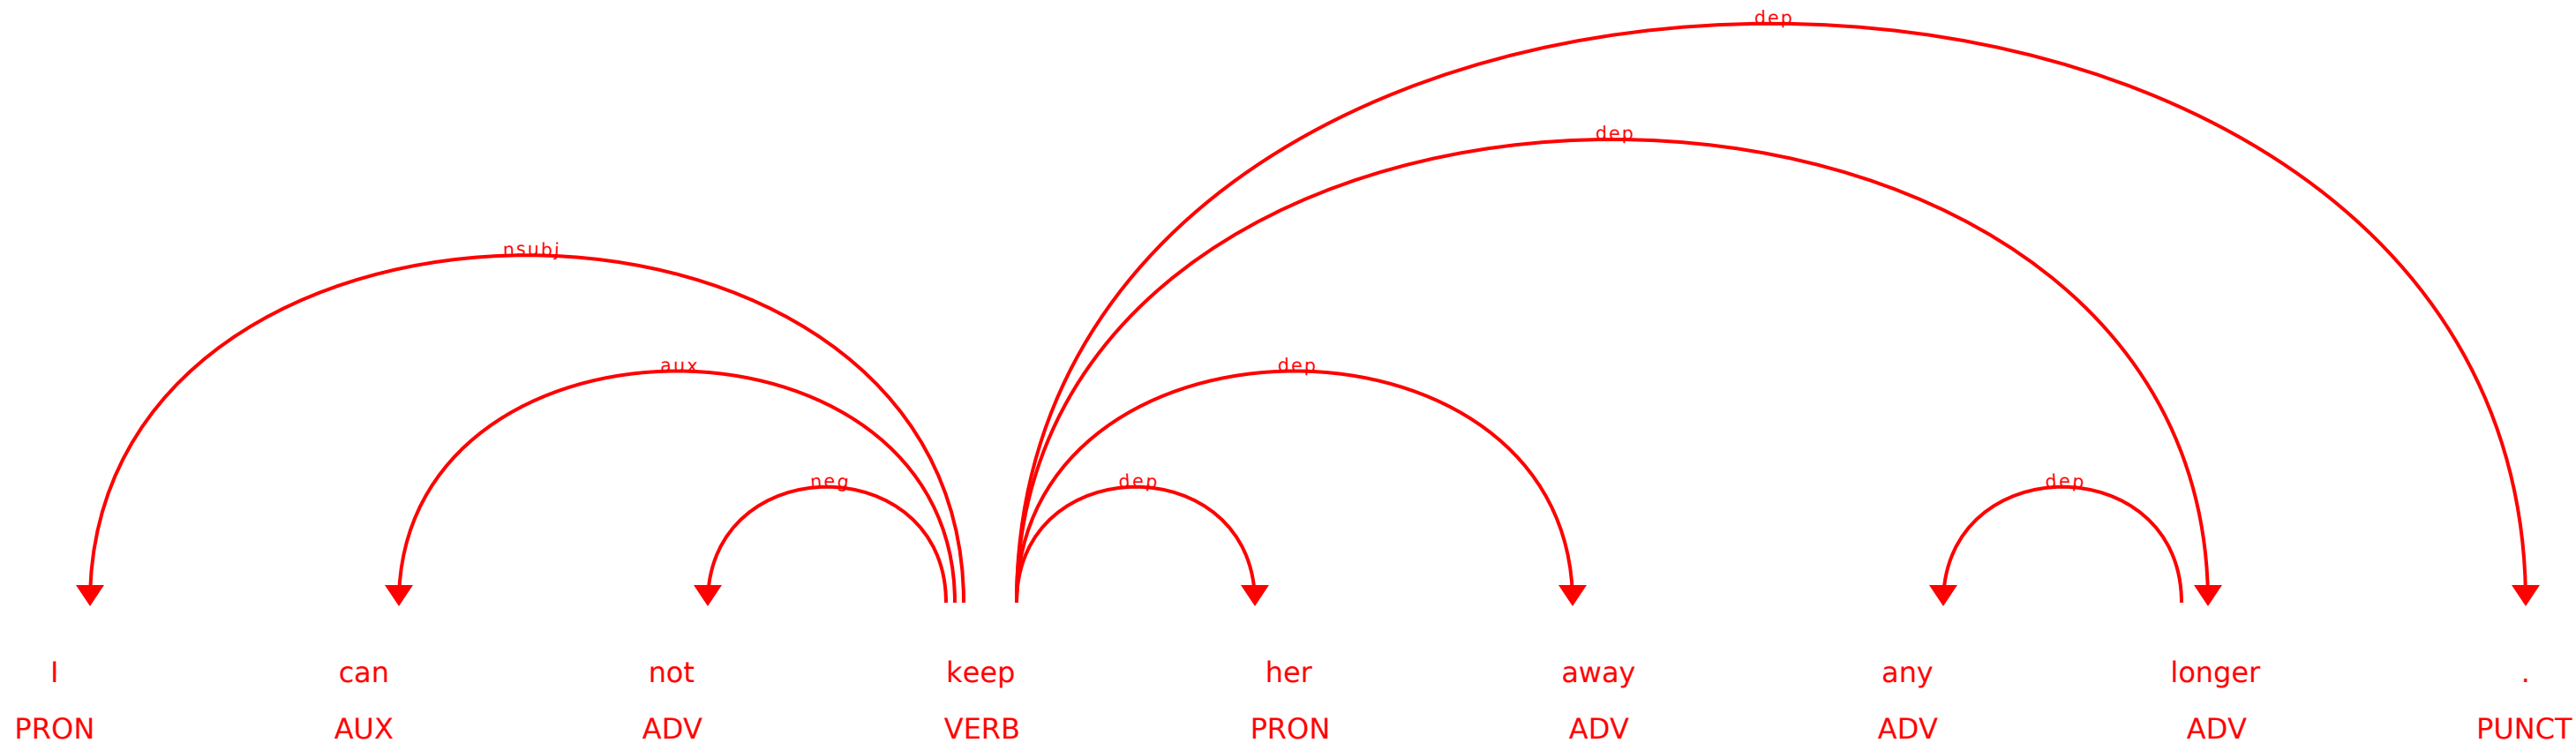 dep
dep
nsubj
aux dep
neg dep dep
I can not keep her away any longer .
PRON AUX ADV VERB PRON ADV ADV ADV PUNCT